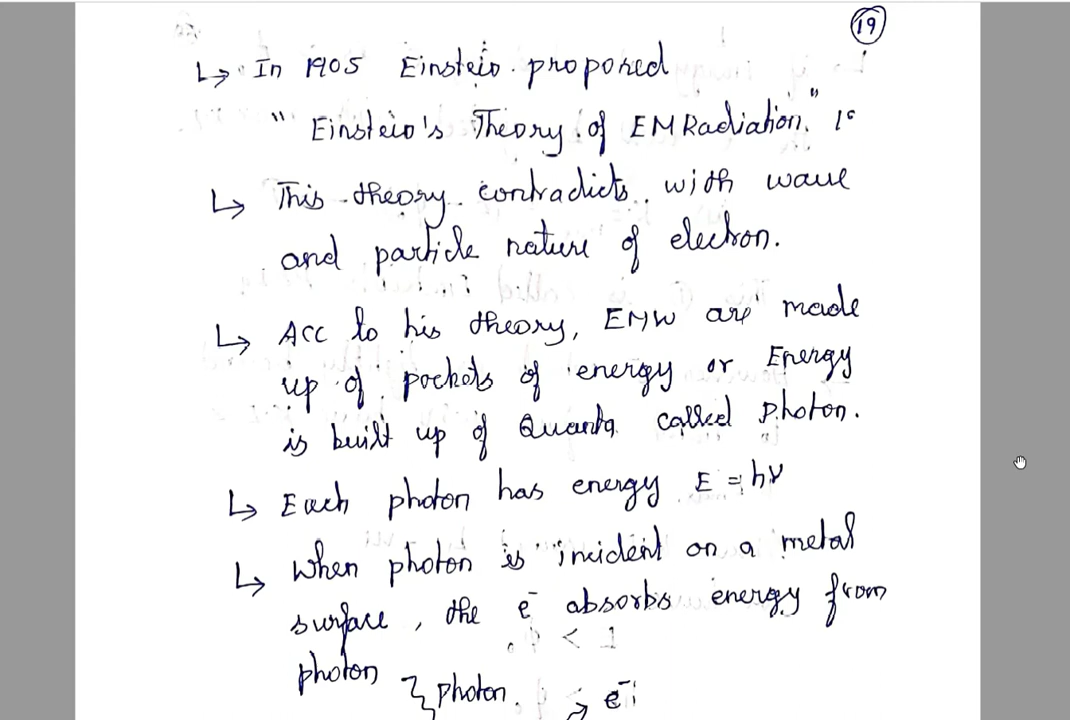 19
↳ In 1905 Einstein proposed
" Einstein's Theory of EM Radiation."
↳ This theory contradicts with wave
and particle nature of electron.
↳ Acc to his theory, EMW are made
up of pockets of energy or Energy
is built up of Quanta called Photon.
↳ Each photon has energy E = hν
↳ When photon is incident on a metal
surface, the e⁻ absorbs energy from
photon
photon. → e⁻